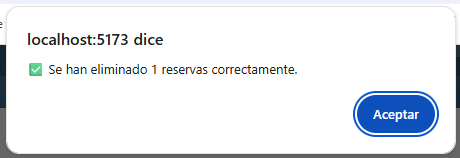 localhost:5173 dice
✅ Se han eliminado 1 reservas correctamente.
Aceptar